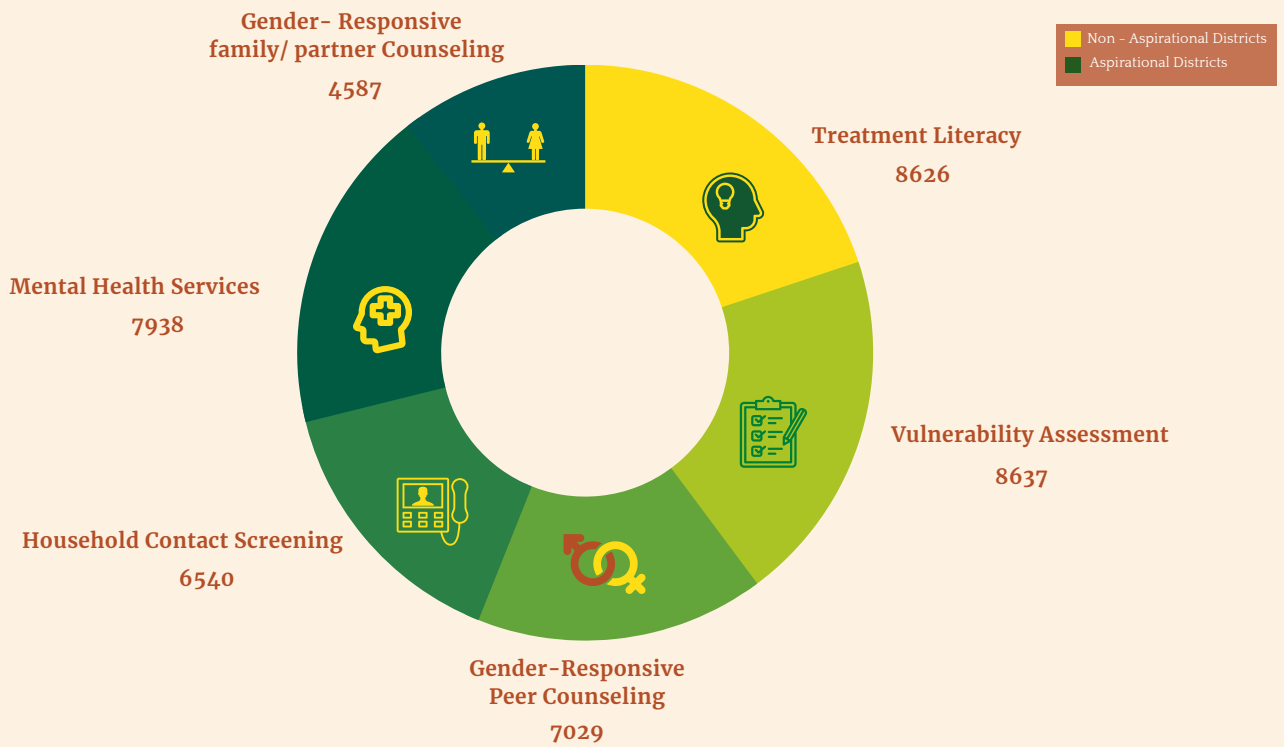 Gender- Responsive
family/ partner Counseling
4587
Non - Aspirational Districts
Aspirational Districts
Treatment Literacy
8626
Mental Health Services
7938
Vulnerability Assessment
8637
Household Contact Screening
6540
Gender-Responsive
Peer Counseling
7029